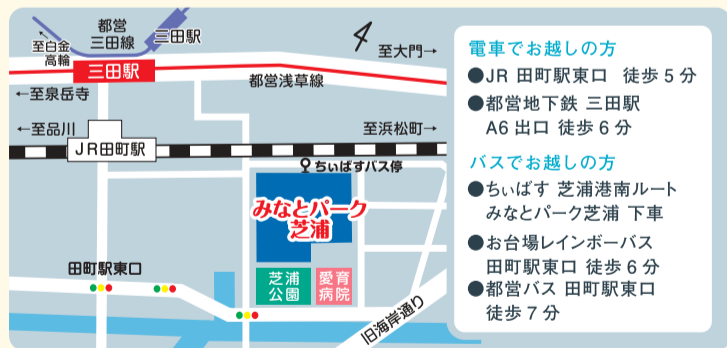 都営
三田線
三田駅
至白金
高輪
至大門→
三田駅
都営浅草線
←至泉岳寺
←至品川
至浜松町→
JR田町駅
ちぃばすバス停
みなとパーク
芝浦
田町駅東口
芝浦
公園
愛育
病院
旧海岸通り
電車でお越しの方
●JR 田町駅東口 徒歩5分
●都営地下鉄 三田駅
A6出口 徒歩6分
バスでお越しの方
●ちぃばす 芝浦港南ルート
みなとパーク芝浦 下車
●お台場レインボーバス
田町駅東口 徒歩6分
●都営バス 田町駅東口
徒歩7分